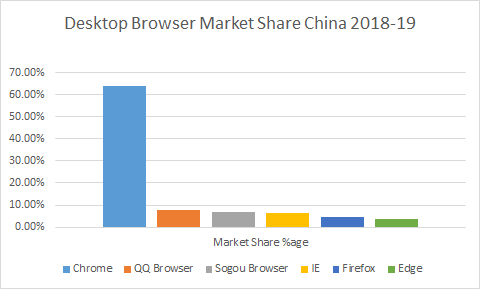 Desktop Browser Market Share China 2018-19
70.00%
60.00%
50.00%
40.00%
30.00%
20.00%
10.00%
0.00%
Market Share %age
Chrome QQ Browser Sogou Browser IE Firefox Edge